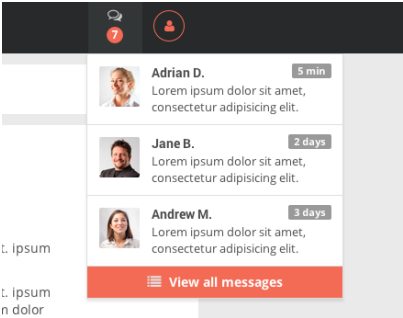 7
Adrian D.
5 min
Lorem ipsum dolor sit amet,
consectetur adipisicing elit.
Jane B.
2 days
Lorem ipsum dolor sit amet,
consectetur adipisicing elit.
Andrew M.
3 days
Lorem ipsum dolor sit amet,
consectetur adipisicing elit.
View all messages
t. ipsum
t. ipsum
n dolor